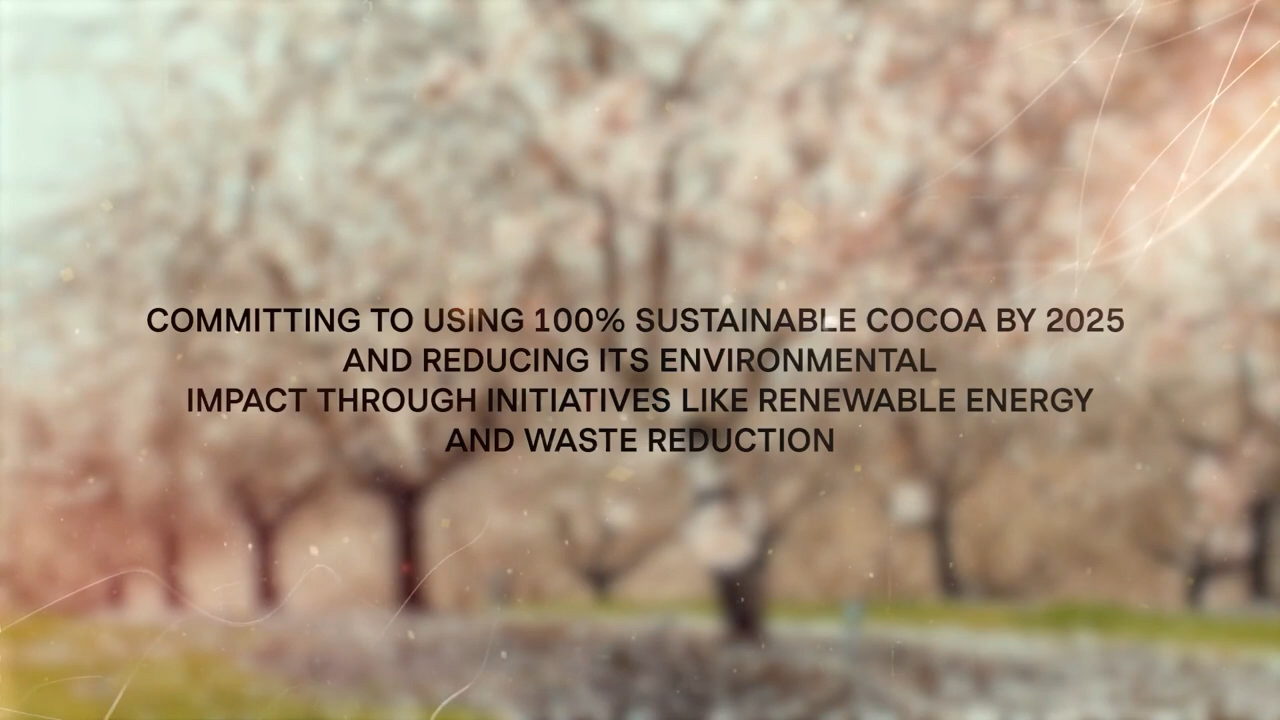 COMMITTING TO USING 100% SUSTAINABLE COCOA BY 2025
AND REDUCING ITS ENVIRONMENTAL
IMPACT THROUGH INITIATIVES LIKE RENEWABLE ENERGY
AND WASTE REDUCTION